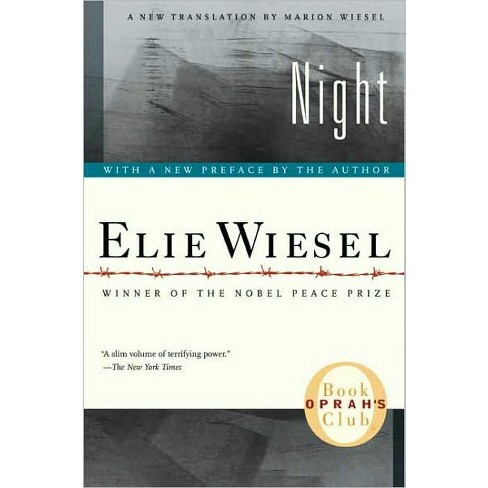 A NEW TRANSLATION BY MARION WIESEL
Night
WITH A NEW PREFACE BY THE AUTHOR
ELIE WIESEL
WINNER OF THE NOBEL PEACE PRIZE
"A slim volume of terrifying power."
—The New York Times
Book
OPRAH'S
Club®